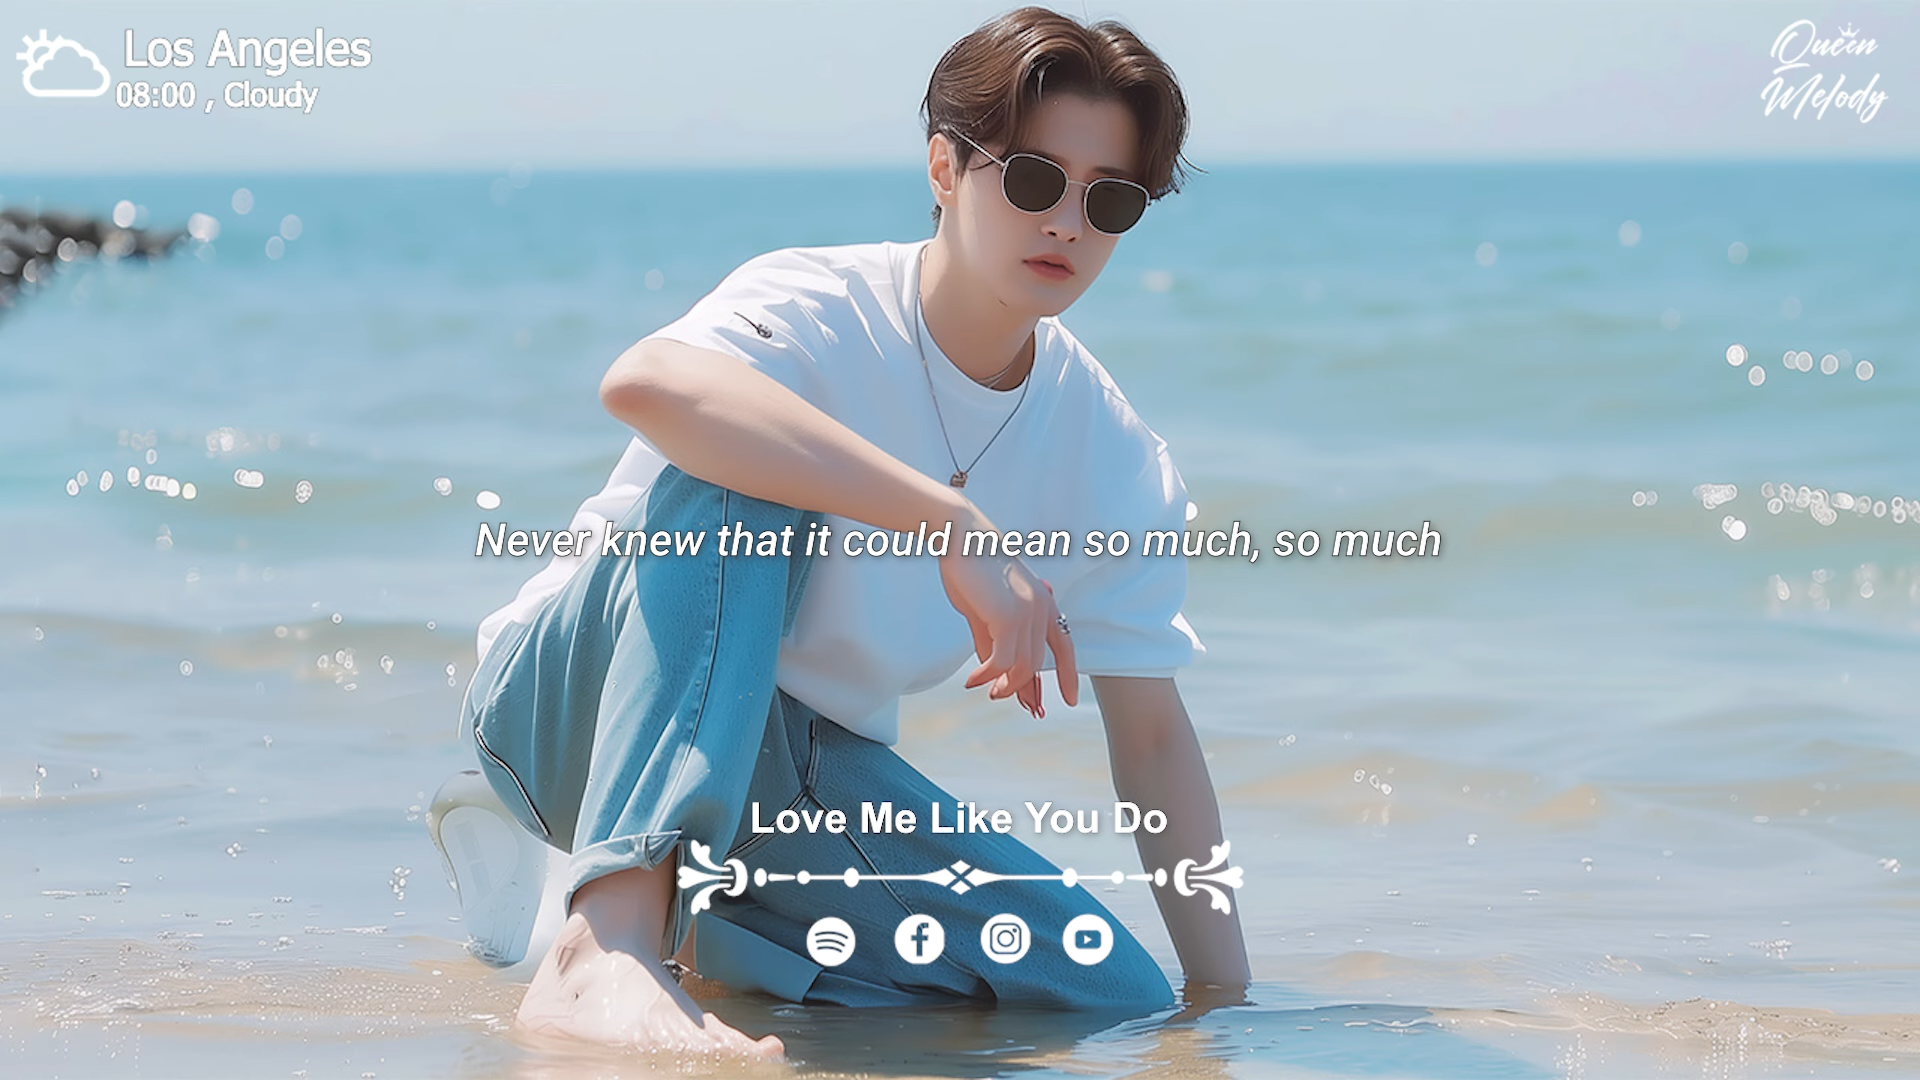 Los Angeles
08:00 , Cloudy
Queen
Melody
Never knew that it could mean so much, so much
Love Me Like You Do